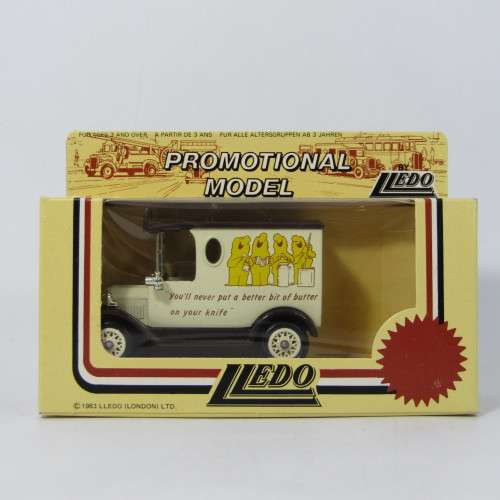 FOR AGES 3 AND OVER. A PARTIR DE 3 ANS FÜR ALLE ALTERSGRUPPEN AB 3 JAHREN
PROMOTIONAL
MODEL
LLEDO
"You'll never put a better bit of butter
on your knife"
LLEDO
© 1983 LLEDO (LONDON) LTD.